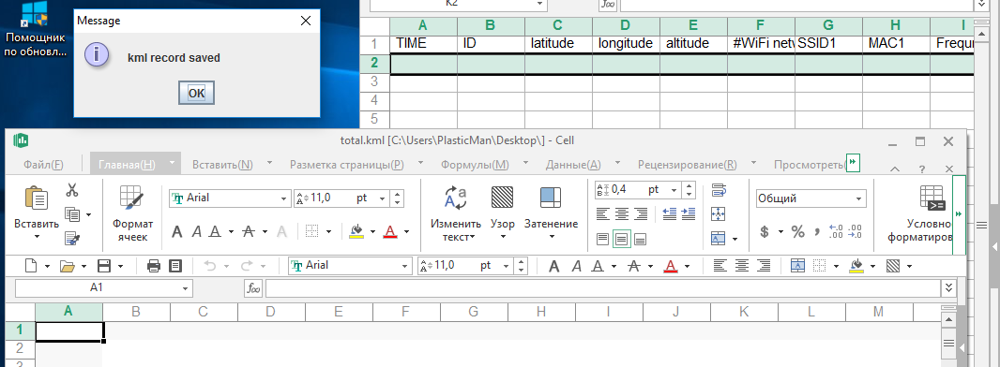 K2
Помощник
по обновл...
Message
kml record saved
OK
A B C D E F G H I
1 TIME ID latitude longitude altitude #WiFi netw SSID1 MAC1 Frequ
2
3
4
5
total.kml [C:\Users\PlasticMan\Desktop\] - Cell
Файл(F) Главная(H) Вставить(N) Разметка страницы(P) Формулы(M) Данные(A) Рецензирование(R) Просмотреть(
Вставить
Формат
ячеек
Arial 11,0 pt
Изменить
текст
Узор
Затенение
0,4 pt
Общий
Условно
форматиров
Arial 11,0 pt
A1
A B C D E F G H I J K L M
1
2
3